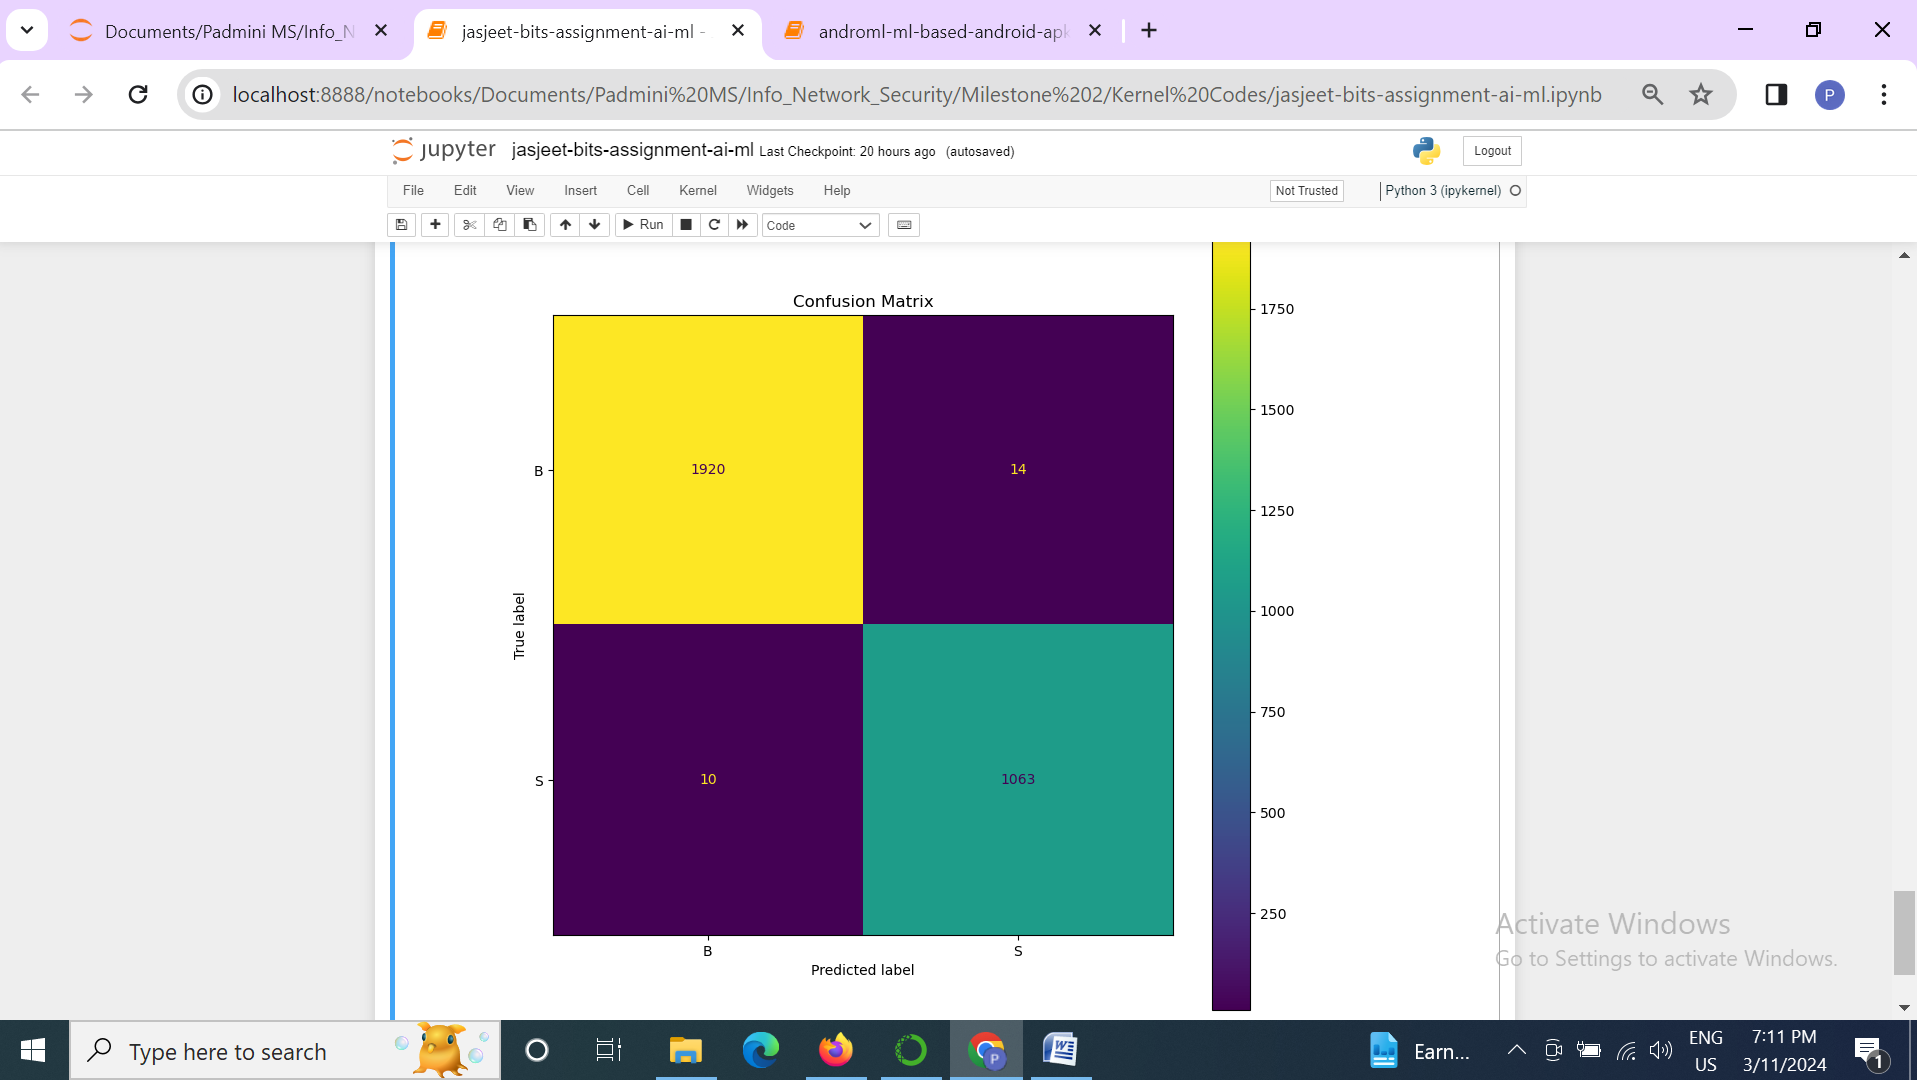 Documents/Padmini MS/Info_N
jasjeet-bits-assignment-ai-ml -
androml-ml-based-android-apk
localhost:8888/notebooks/Documents/Padmini%20MS/Info_Network_Security/Milestone%202/Kernel%20Codes/jasjeet-bits-assignment-ai-ml.ipynb
P
jupyter jasjeet-bits-assignment-ai-ml Last Checkpoint: 20 hours ago (autosaved)
Logout
File Edit View Insert Cell Kernel Widgets Help
Not Trusted
Python 3 (ipykernel)
Run
Code
Confusion Matrix
1750
1500
1250
1000
750
500
250
B
1920
14
True label
S
10
1063
B
S
Predicted label
Activate Windows
Go to Settings to activate Windows.
Type here to search
P
W
Earn...
ENG
US
7:11 PM
3/11/2024
1